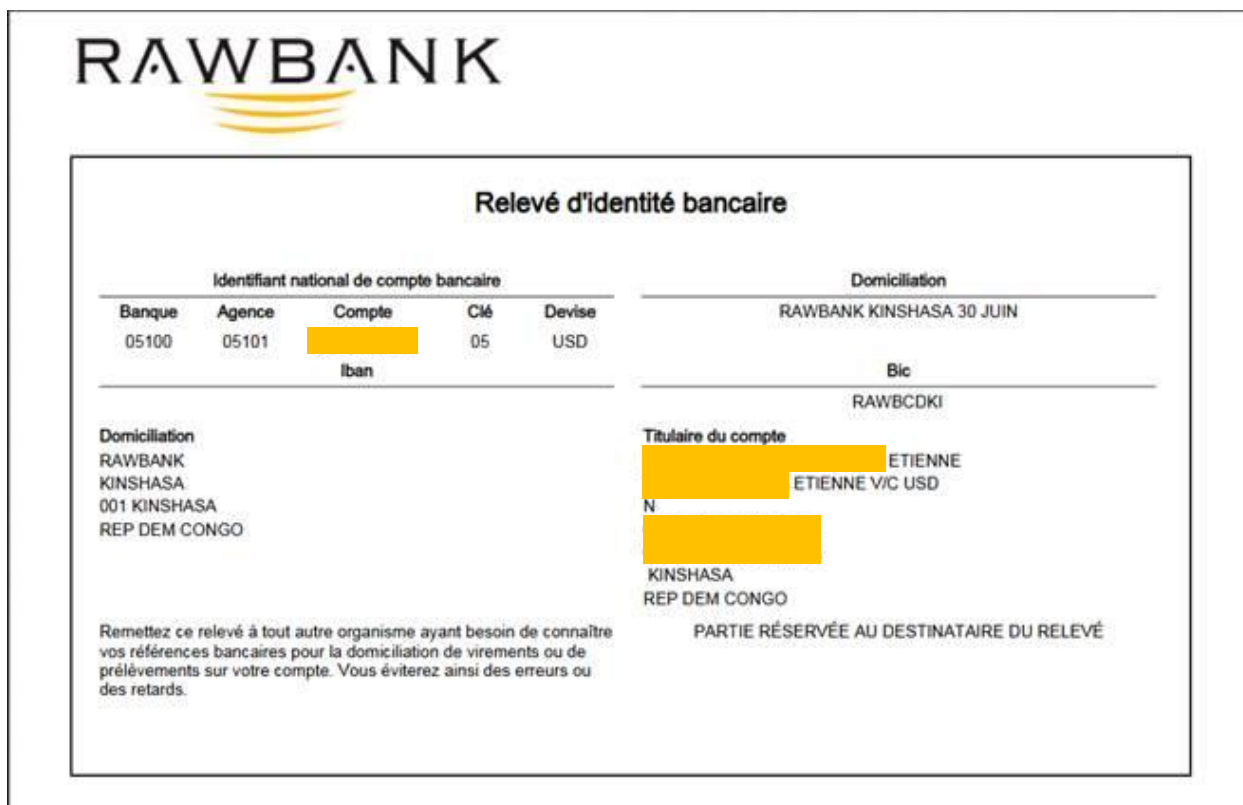 RAWBANK
Relevé d'identité bancaire
Identifiant national de compte bancaire
Banque Agence Compte Clé Devise
05100 05101 05 USD
Iban
Domiciliation
RAWBANK KINSHASA 30 JUIN
Bic
RAWBCDKI
Domiciliation
RAWBANK
KINSHASA
001 KINSHASA
REP DEM CONGO
Titulaire du compte
ETIENNE
ETIENNE V/C USD
N
KINSHASA
REP DEM CONGO
Remettez ce relevé à tout autre organisme ayant besoin de connaître
vos références bancaires pour la domiciliation de virements ou de
prélèvements sur votre compte. Vous éviterez ainsi des erreurs ou
des retards.
PARTIE RÉSERVÉE AU DESTINATAIRE DU RELEVÉ